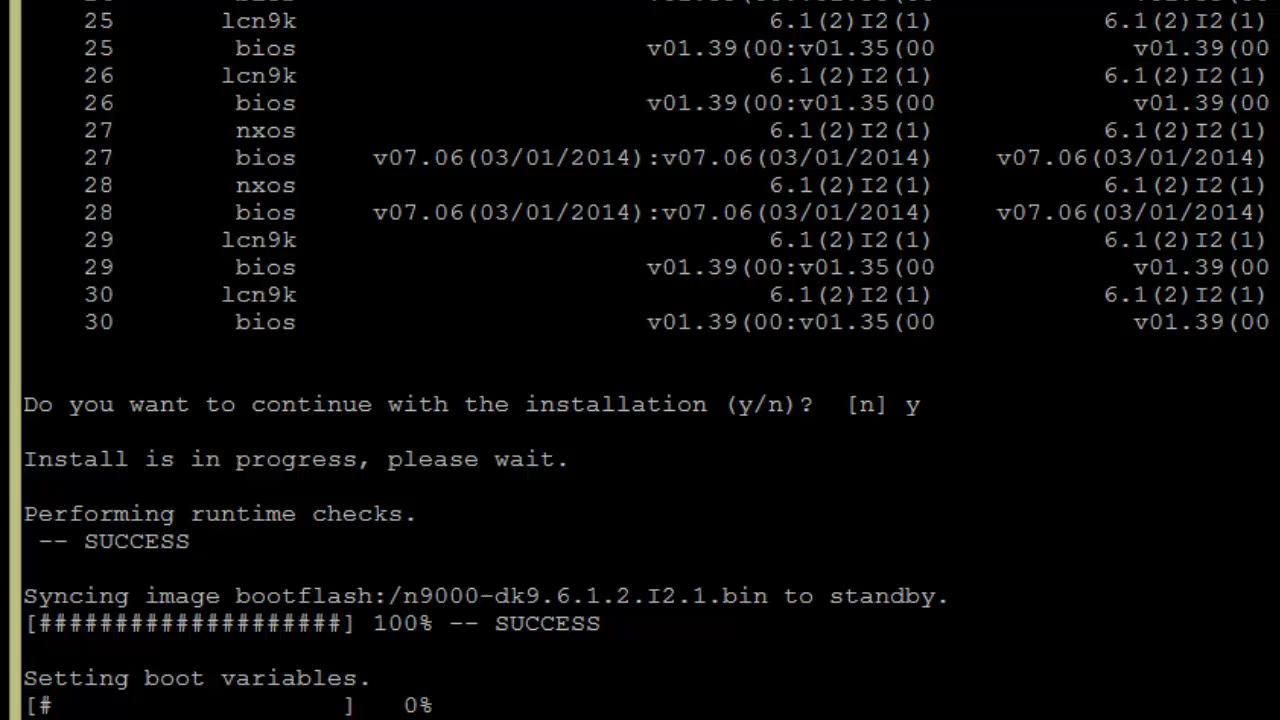 25 lcn9k 6.1(2)I2(1) 6.1(2)I2(1)
25 bios v01.39(00:v01.35(00 v01.39(00
26 lcn9k 6.1(2)I2(1) 6.1(2)I2(1)
26 bios v01.39(00:v01.35(00 v01.39(00
27 nxos 6.1(2)I2(1) 6.1(2)I2(1)
27 bios v07.06(03/01/2014):v07.06(03/01/2014) v07.06(03/01/2014)
28 nxos 6.1(2)I2(1) 6.1(2)I2(1)
28 bios v07.06(03/01/2014):v07.06(03/01/2014) v07.06(03/01/2014)
29 lcn9k 6.1(2)I2(1) 6.1(2)I2(1)
29 bios v01.39(00:v01.35(00 v01.39(00
30 lcn9k 6.1(2)I2(1) 6.1(2)I2(1)
30 bios v01.39(00:v01.35(00 v01.39(00
Do you want to continue with the installation (y/n)?  [n] y
Install is in progress, please wait.
Performing runtime checks.
-- SUCCESS
Syncing image bootflash:/n9000-dk9.6.1.2.I2.1.bin to standby.
[####################] 100% -- SUCCESS
Setting boot variables.
[#                   ]   0%